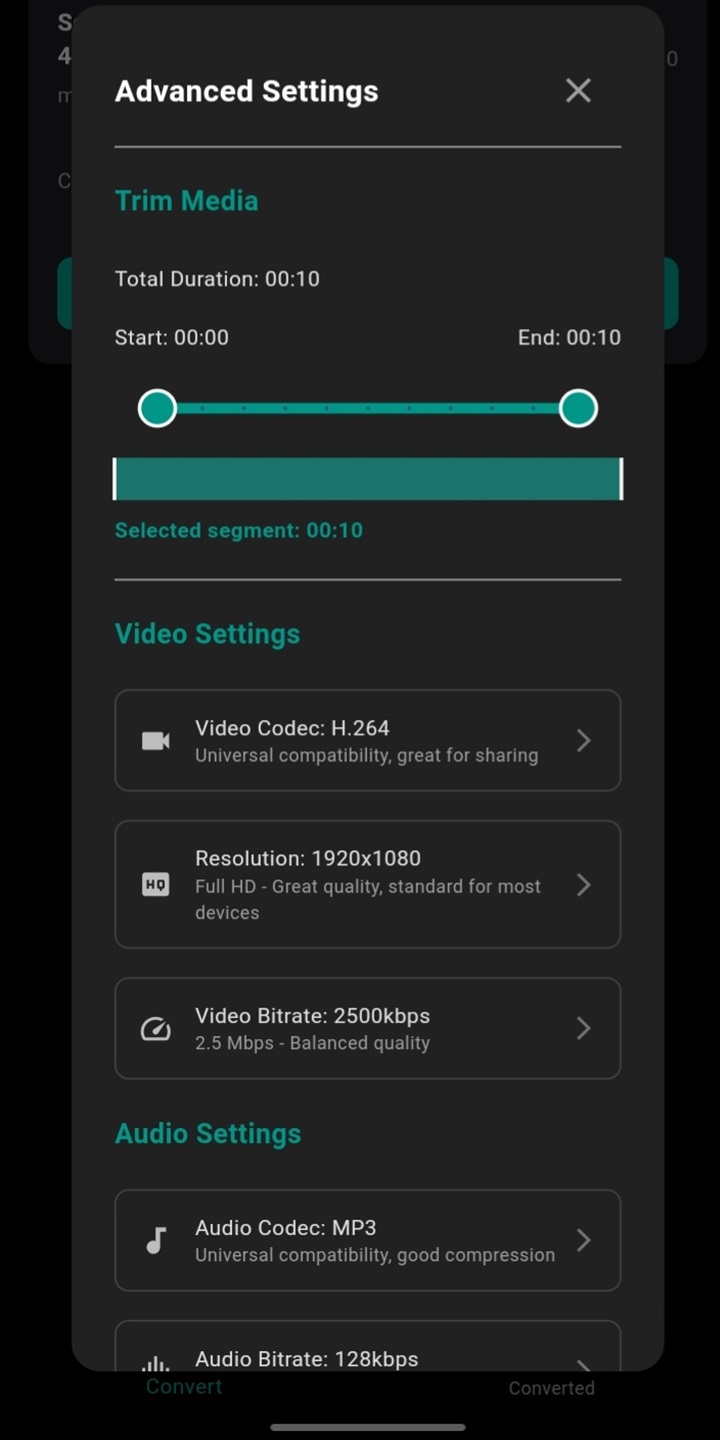 Advanced Settings
Trim Media
Total Duration: 00:10
Start: 00:00
End: 00:10
Selected segment: 00:10
Video Settings
Video Codec: H.264
Universal compatibility, great for sharing
Resolution: 1920x1080
Full HD - Great quality, standard for most
devices
Video Bitrate: 2500kbps
2.5 Mbps - Balanced quality
Audio Settings
Audio Codec: MP3
Universal compatibility, good compression
Audio Bitrate: 128kbps
Convert
Converted